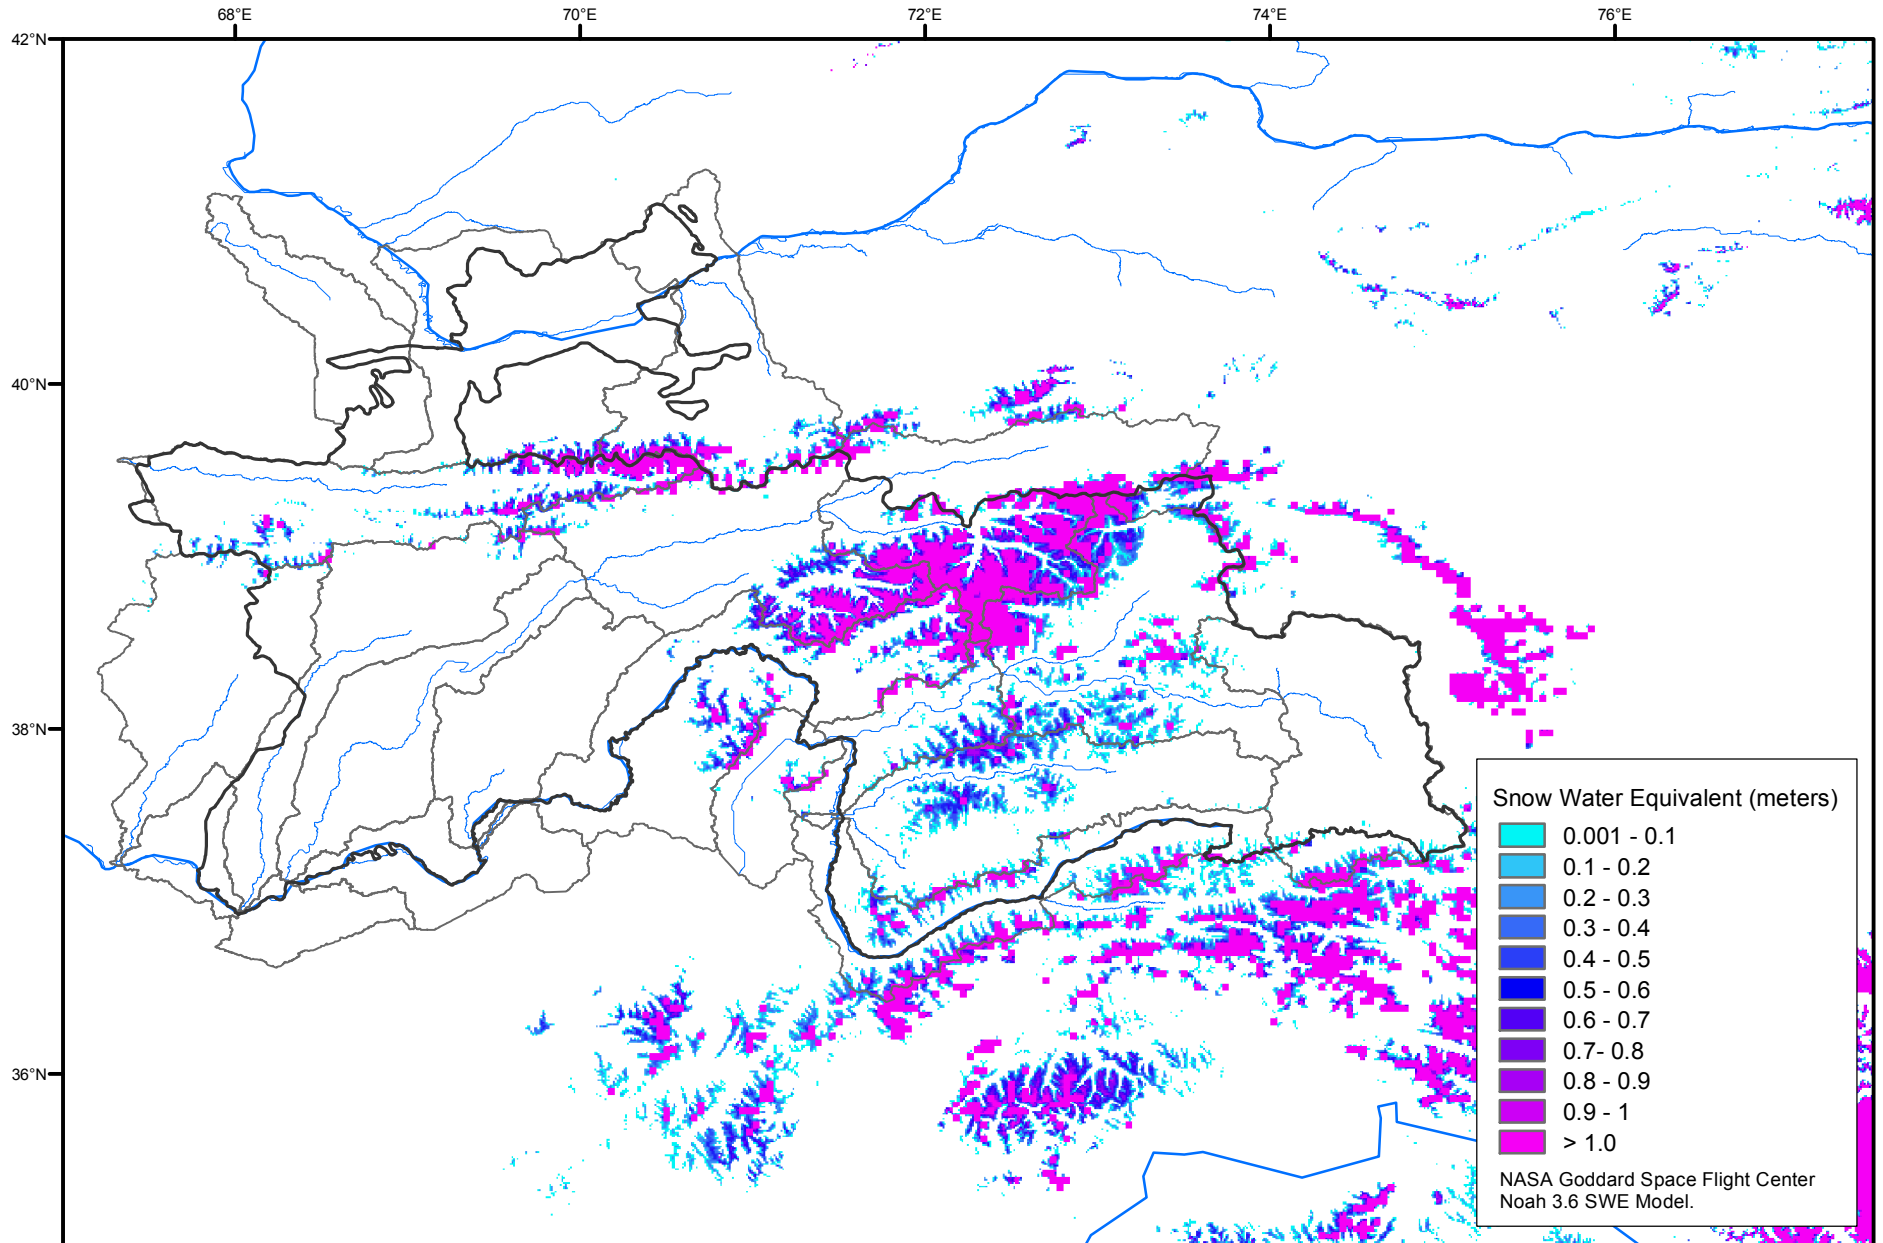 68°E
70°E
72°E
74°E
76°E
42°N
40°N
38°N
36°N
Snow Water Equivalent (meters)
0.001 - 0.1
0.1 - 0.2
0.2 - 0.3
0.3 - 0.4
0.4 - 0.5
0.5 - 0.6
0.6 - 0.7
0.7- 0.8
0.8 - 0.9
0.9 - 1
> 1.0
NASA Goddard Space Flight Center
Noah 3.6 SWE Model.